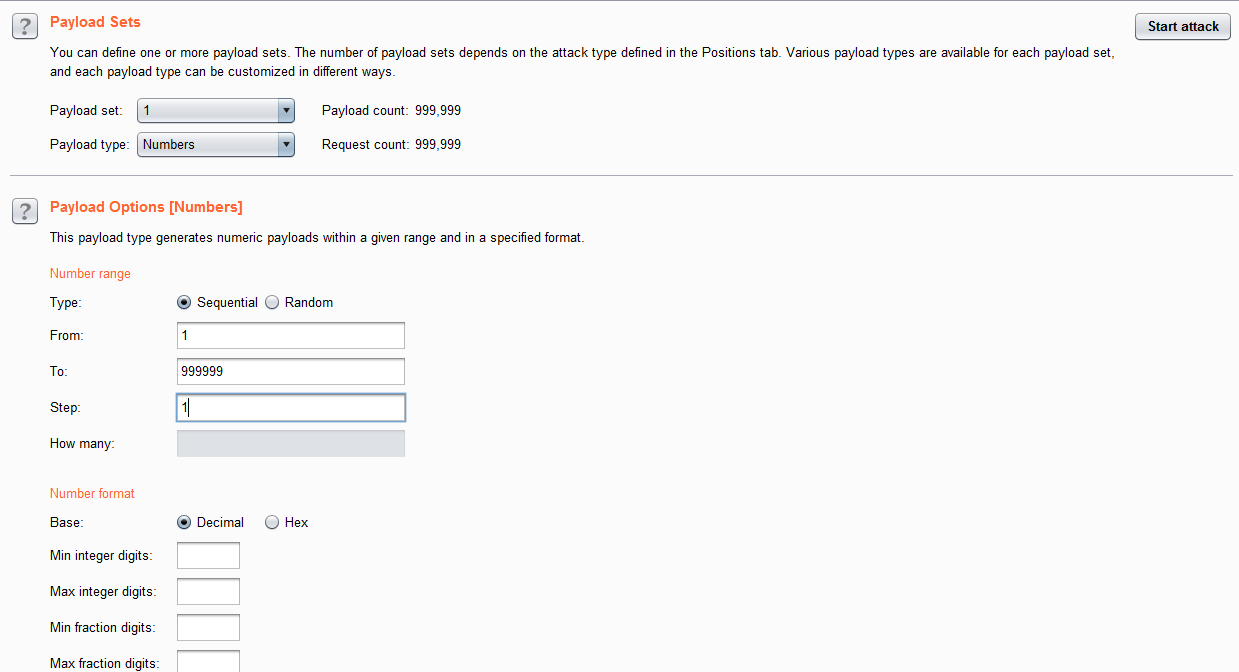 ? Payload Sets
Start attack
You can define one or more payload sets. The number of payload sets depends on the attack type defined in the Positions tab. Various payload types are available for each payload set,
and each payload type can be customized in different ways.
Payload set: 1 Payload count: 999,999
Payload type: Numbers Request count: 999,999
? Payload Options [Numbers]
This payload type generates numeric payloads within a given range and in a specified format.
Number range
Type: Sequential Random
From: 1
To: 999999
Step: 1
How many:
Number format
Base: Decimal Hex
Min integer digits:
Max integer digits:
Min fraction digits:
Max fraction digits: